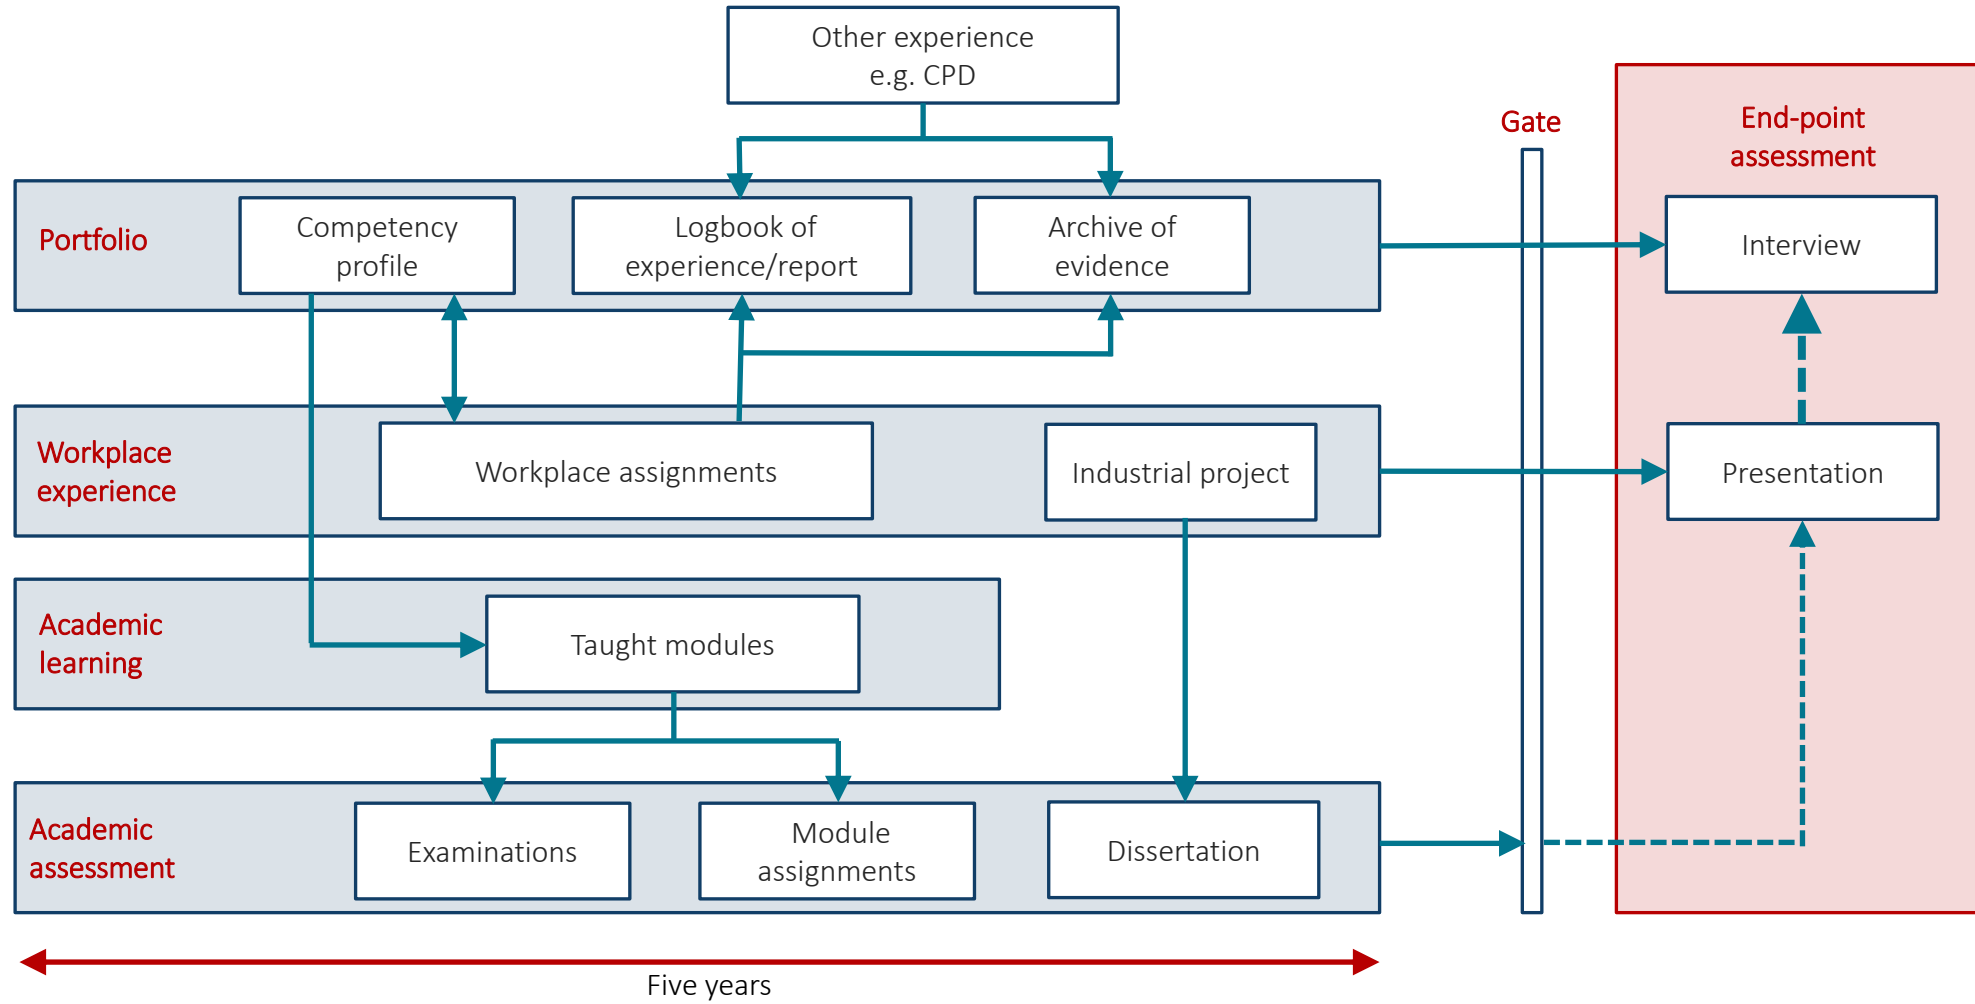 Other experience
e.g. CPD
Gate
End-point
assessment
Portfolio
Competency
profile
Logbook of
experience/report
Archive of
evidence
Interview
Workplace
experience
Workplace assignments
Industrial project
Presentation
Academic
learning
Taught modules
Academic
assessment
Examinations
Module
assignments
Dissertation
Five years